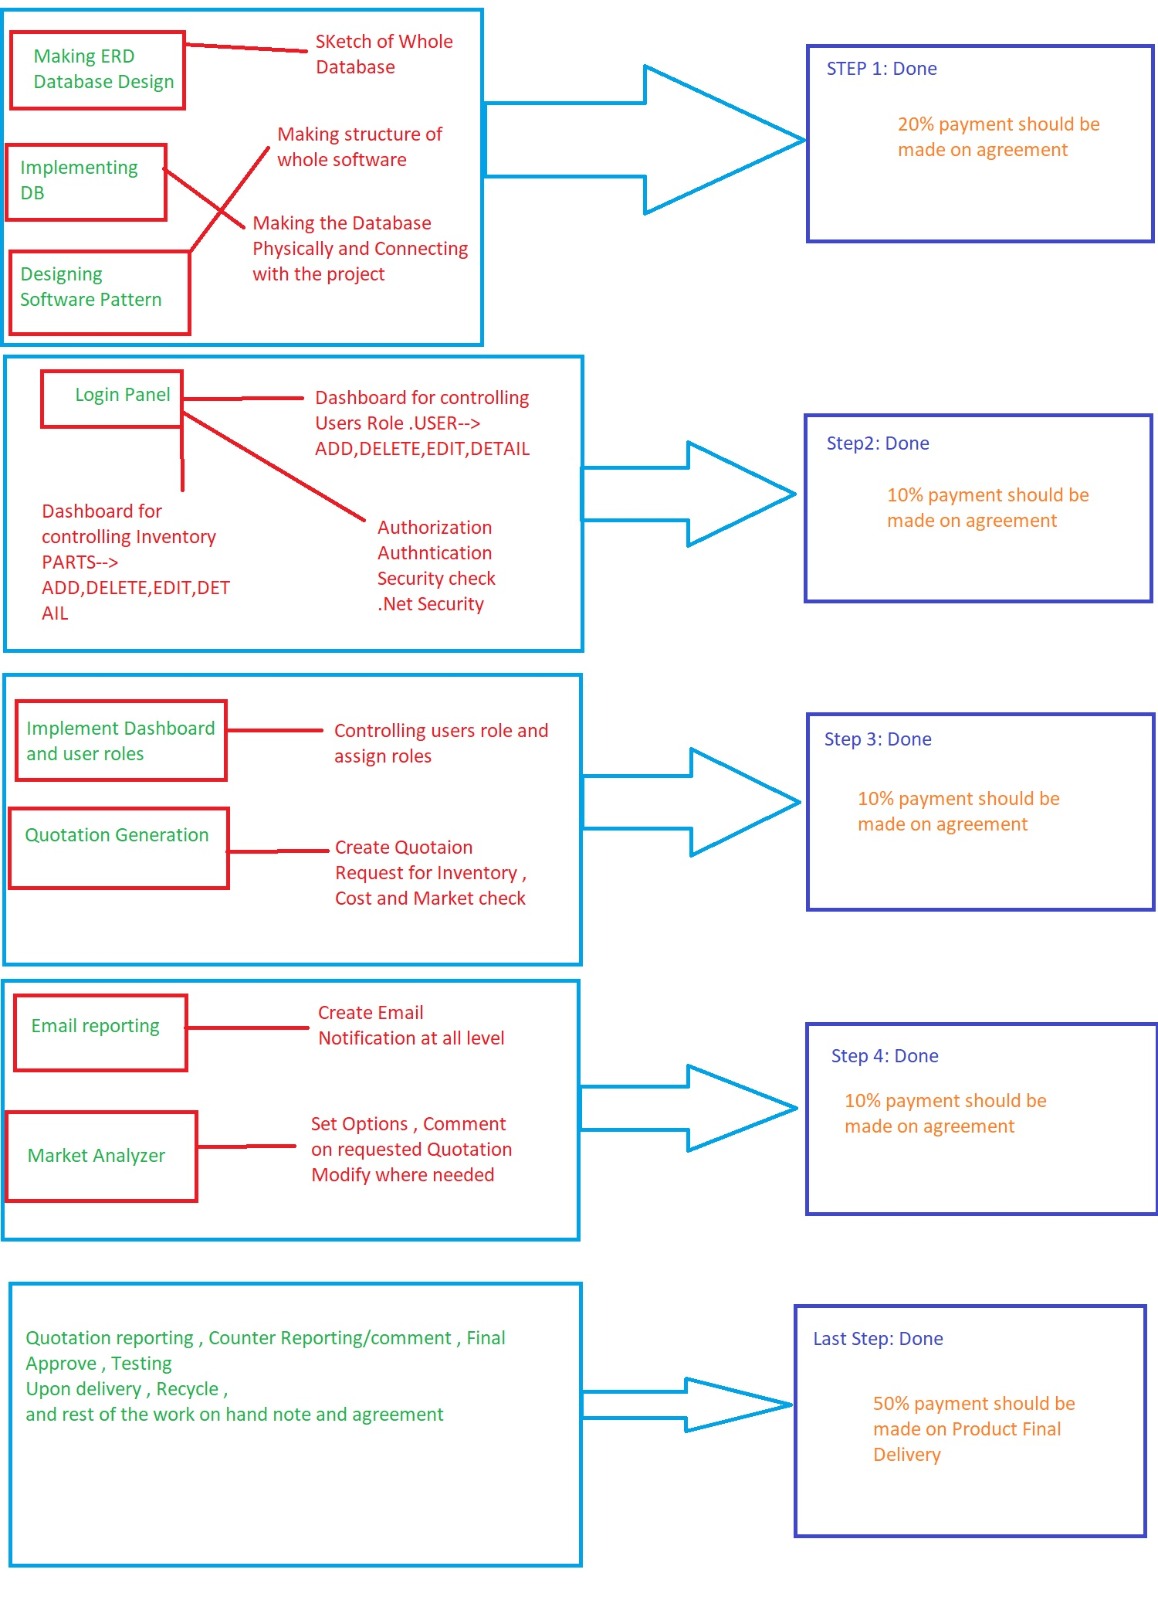 Making ERD
Database Design
SKetch of Whole
Database
Making structure of
whole software
Implementing
DB
Making the Database
Physically and Connecting
with the project
Designing
Software Pattern
STEP 1: Done
20% payment should be
made on agreement
Login Panel
Dashboard for controlling
Users Role .USER-->
ADD,DELETE,EDIT,DETAIL
Dashboard for
controlling Inventory
PARTS-->
ADD,DELETE,EDIT,DET
AIL
Authorization
Authntication
Security check
.Net Security
Step2: Done
10% payment should be
made on agreement
Implement Dashboard
and user roles
Controlling users role and
assign roles
Quotation Generation
Create Quotaion
Request for Inventory ,
Cost and Market check
Step 3: Done
10% payment should be
made on agreement
Email reporting
Create Email
Notification at all level
Market Analyzer
Set Options , Comment
on requested Quotation
Modify where needed
Step 4: Done
10% payment should be
made on agreement
Quotation reporting , Counter Reporting/comment , Final
Approve , Testing
Upon delivery , Recycle ,
and rest of the work on hand note and agreement
Last Step: Done
50% payment should be
made on Product Final
Delivery